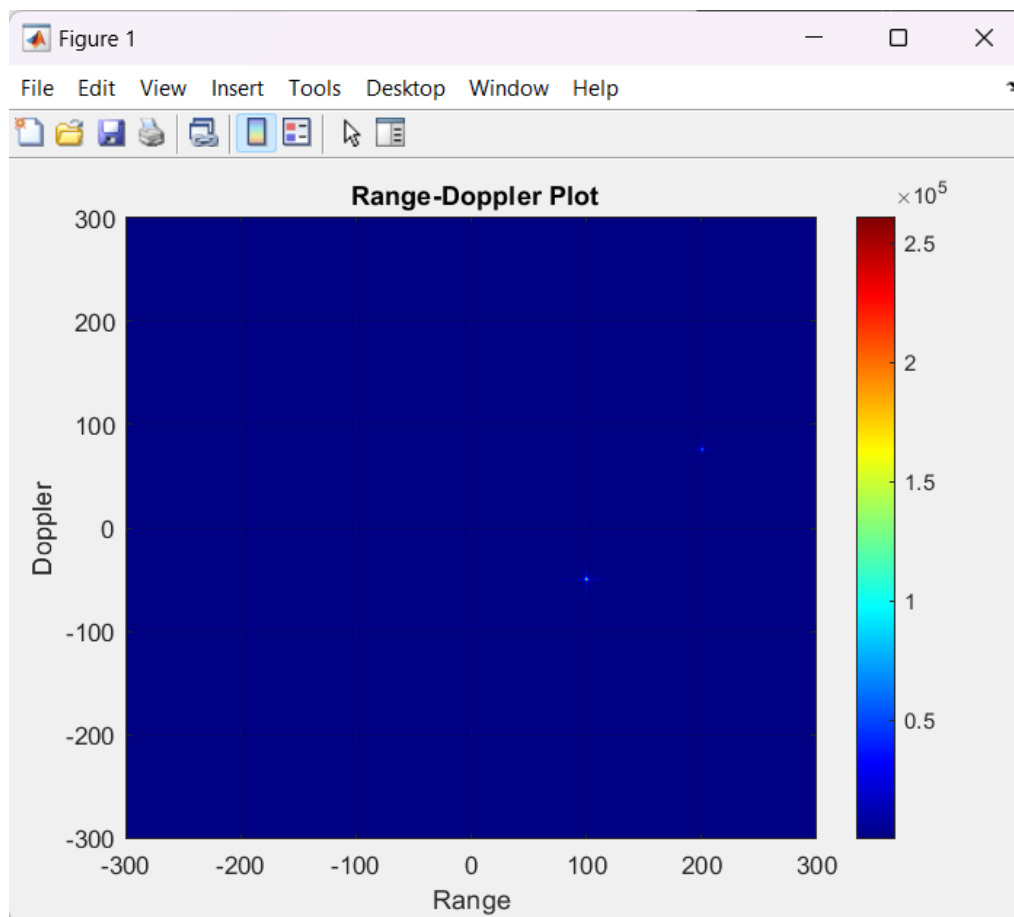 Figure 1
File Edit View Insert Tools Desktop Window Help
Range-Doppler Plot
×10^5
300
200
100
0
-100
-200
-300
Doppler
-300 -200 -100 0 100 200 300
Range
2.5
2
1.5
1
0.5